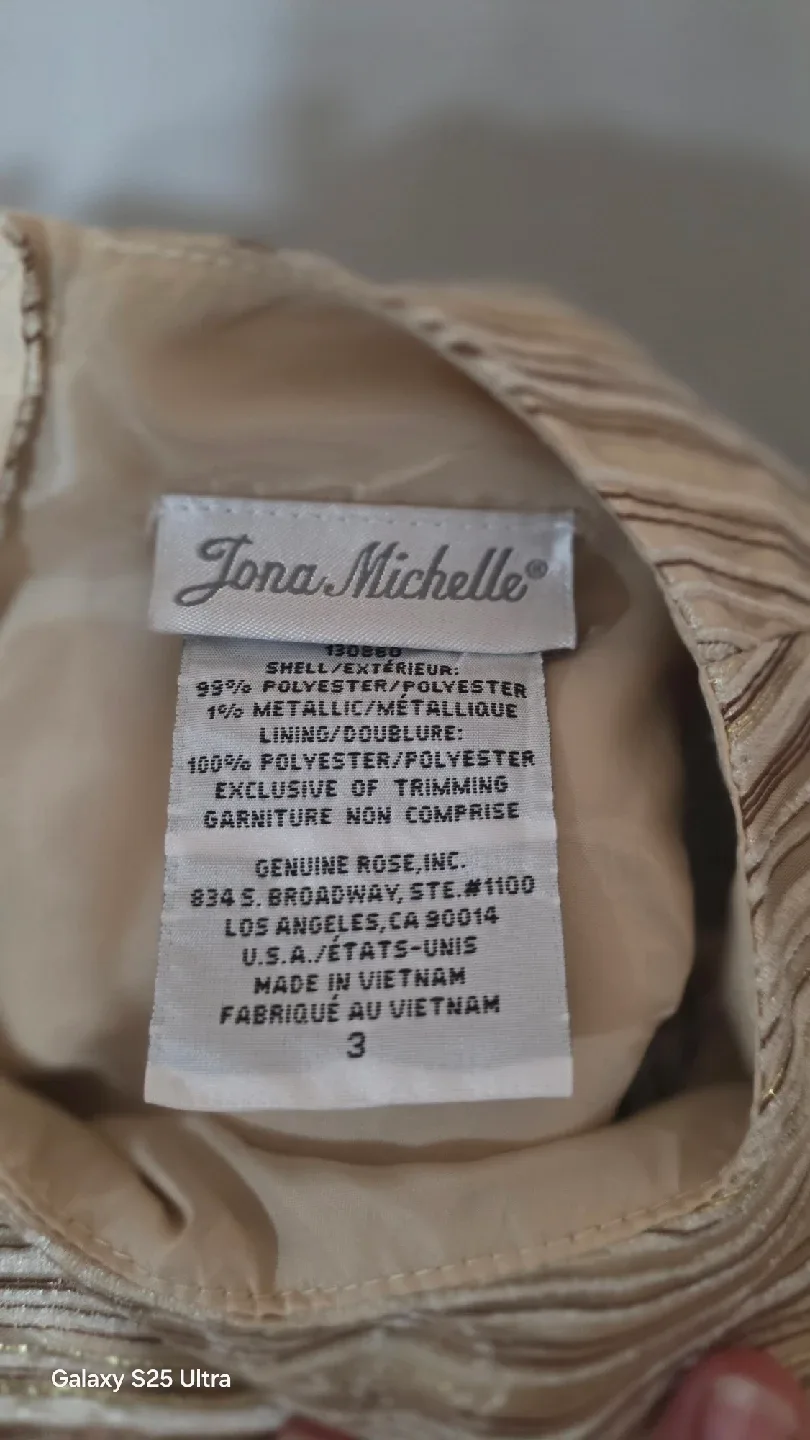 Jona Michelle®
SHELL/EXTÉRIEUR:
99% POLYESTER/POLYESTER
1% METALLIC/MÉTALLIQUE
LINING/DOUBLURE:
100% POLYESTER/POLYESTER
EXCLUSIVE OF TRIMMING
GARNITURE NON COMPRISE
GENUINE ROSE,INC.
834 S. BROADWAY, STE.#1100
LOS ANGELES,CA 90014
U.S.A./ÉTATS-UNIS
MADE IN VIETNAM
FABRIQUÉ AU VIETNAM
3
Galaxy S25 Ultra